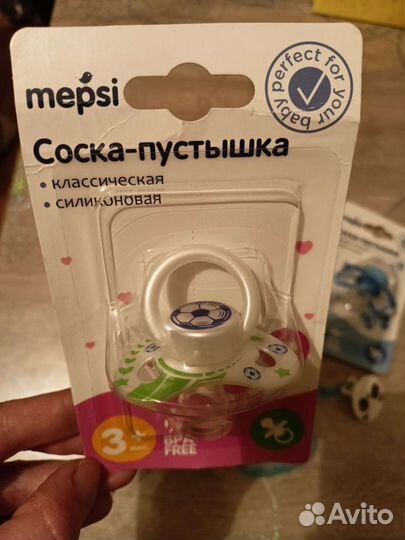 mepsi
perfect for your baby
Соска-пустышка
• классическая
• силиконовая
3+
BPA
FREE
Avito